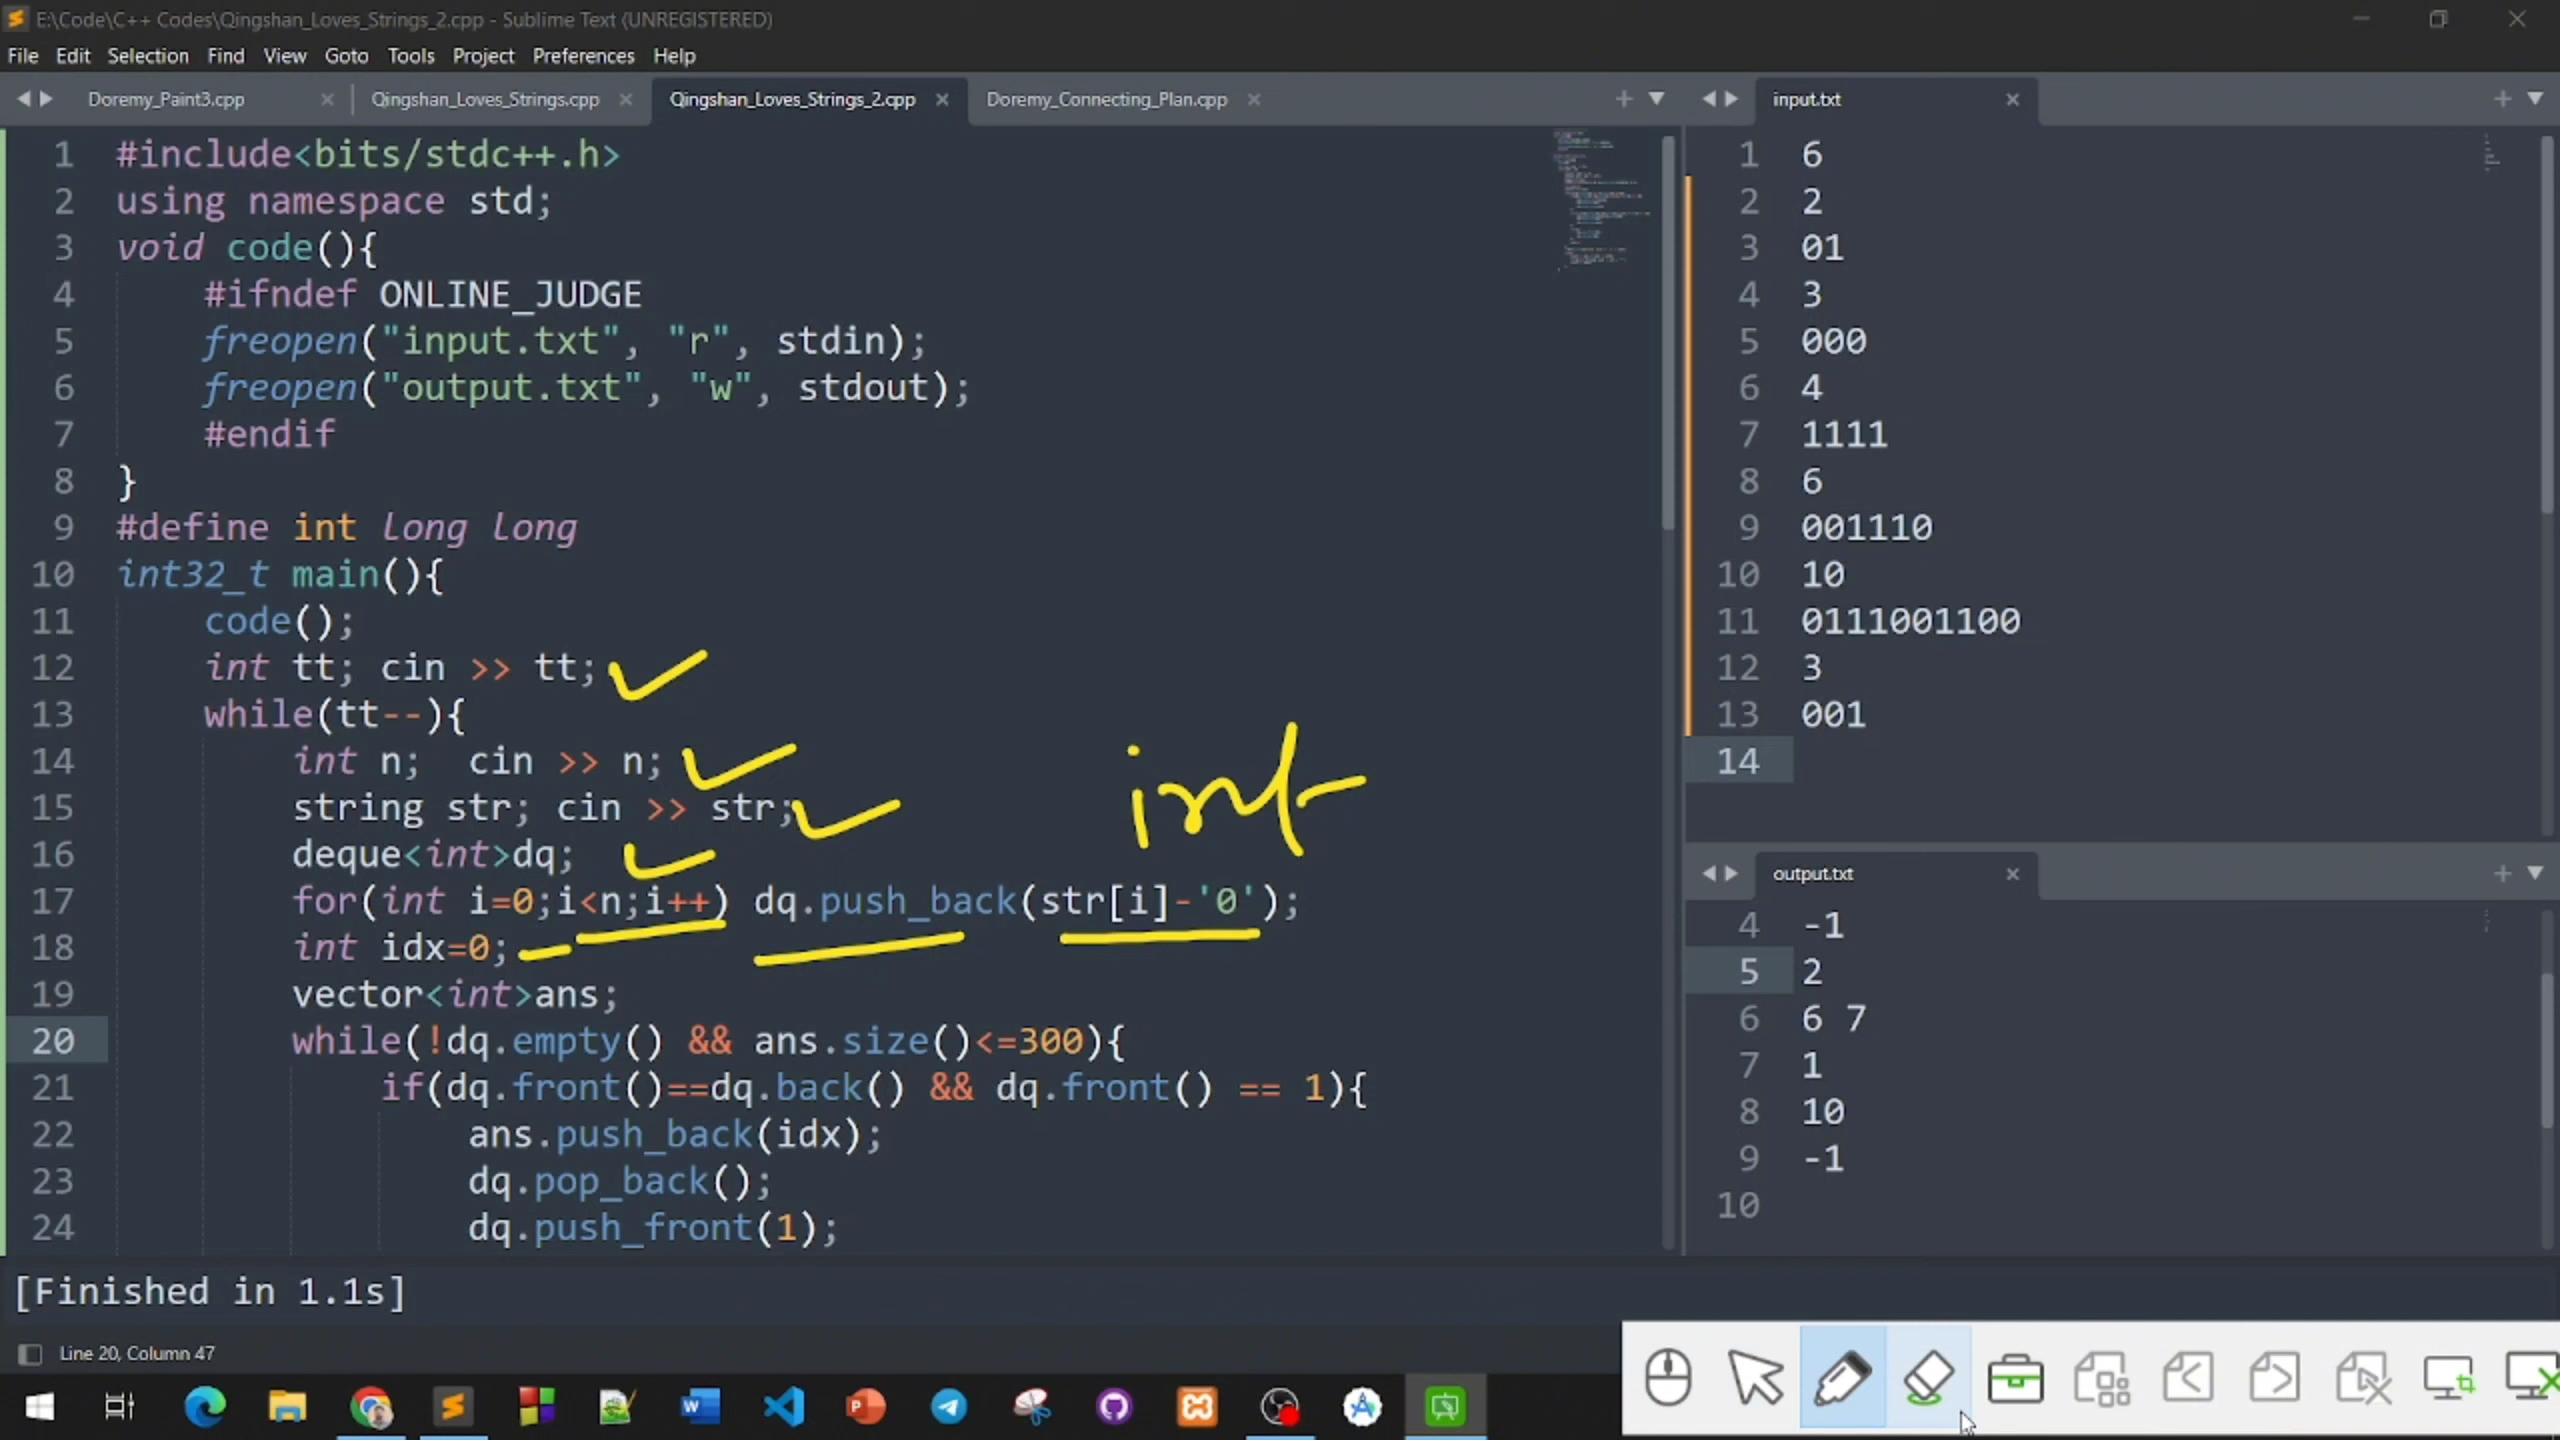 E:\Code\C++ Codes\Qingshan_Loves_Strings_2.cpp - Sublime Text (UNREGISTERED)
File Edit Selection Find View Goto Tools Project Preferences Help
Doremy_Paint3.cpp Qingshan_Loves_Strings.cpp Qingshan_Loves_Strings_2.cpp Doremy_Connecting_Plan.cpp
1 #include<bits/stdc++.h>
2 using namespace std;
3 void code(){
4 #ifndef ONLINE_JUDGE
5 freopen("input.txt", "r", stdin);
6 freopen("output.txt", "w", stdout);
7 #endif
8 }
9 #define int long long
10 int32_t main(){
11 code();
12 int tt; cin >> tt;
13 while(tt--){
14 int n;  cin >> n;
15 string str; cin >> str;
int
16 deque<int>dq;
17 for(int i=0;i<n;i++) dq.push_back(str[i]-'0');
18 int idx=0;
19 vector<int>ans;
20 while(!dq.empty() && ans.size()<=300){
21 if(dq.front()==dq.back() && dq.front() == 1){
22 ans.push_back(idx);
23 dq.pop_back();
24 dq.push_front(1);
input.txt
1 6
2 2
3 01
4 3
5 000
6 4
7 1111
8 6
9 001110
10 10
11 0111001100
12 3
13 001
14
output.txt
4 -1
5 2
6 6 7
7 1
8 10
9 -1
10
[Finished in 1.1s]
Line 20, Column 47